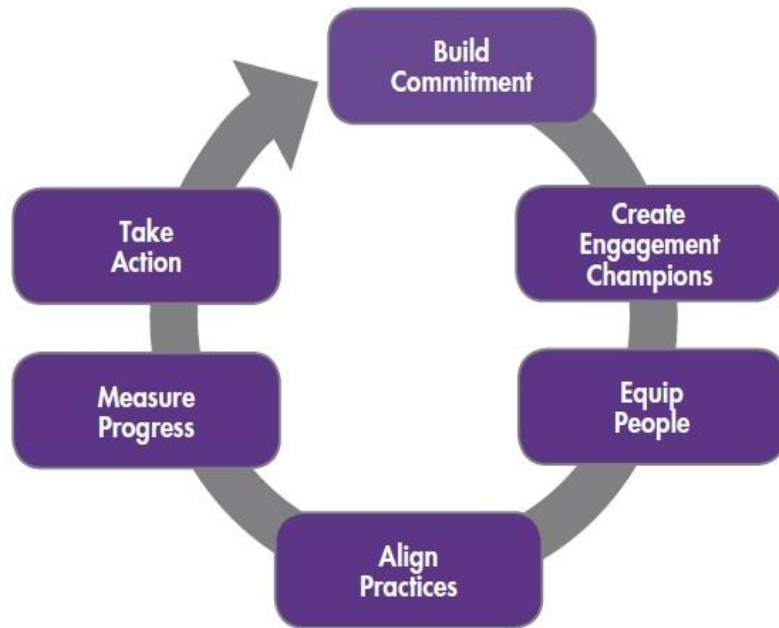 Build
Commitment
Create
Engagement
Champions
Equip
People
Align
Practices
Measure
Progress
Take
Action